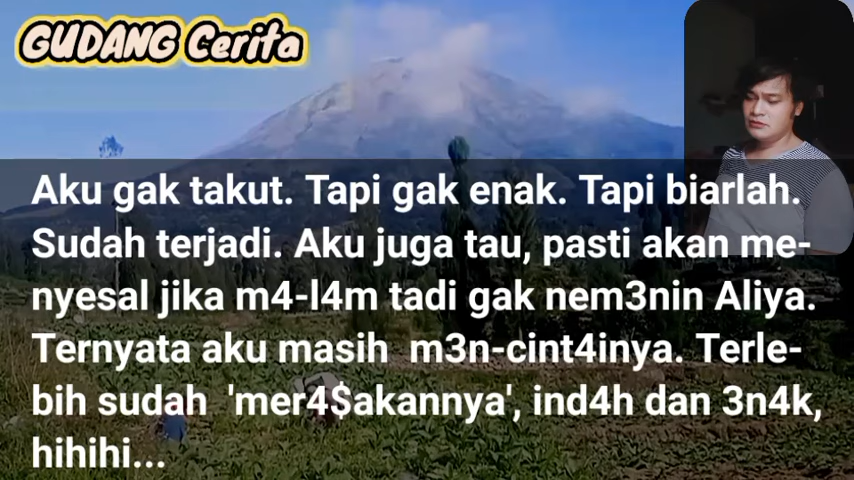 GUDANG Cerita
Aku gak takut. Tapi gak enak. Tapi biarlah.
Sudah terjadi. Aku juga tau, pasti akan me-
nyesal jika m4-l4m tadi gak nem3nin Aliya.
Ternyata aku masih m3n-cint4inya. Terle-
bih sudah 'mer4$akannya', ind4h dan 3n4k,
hihihi...